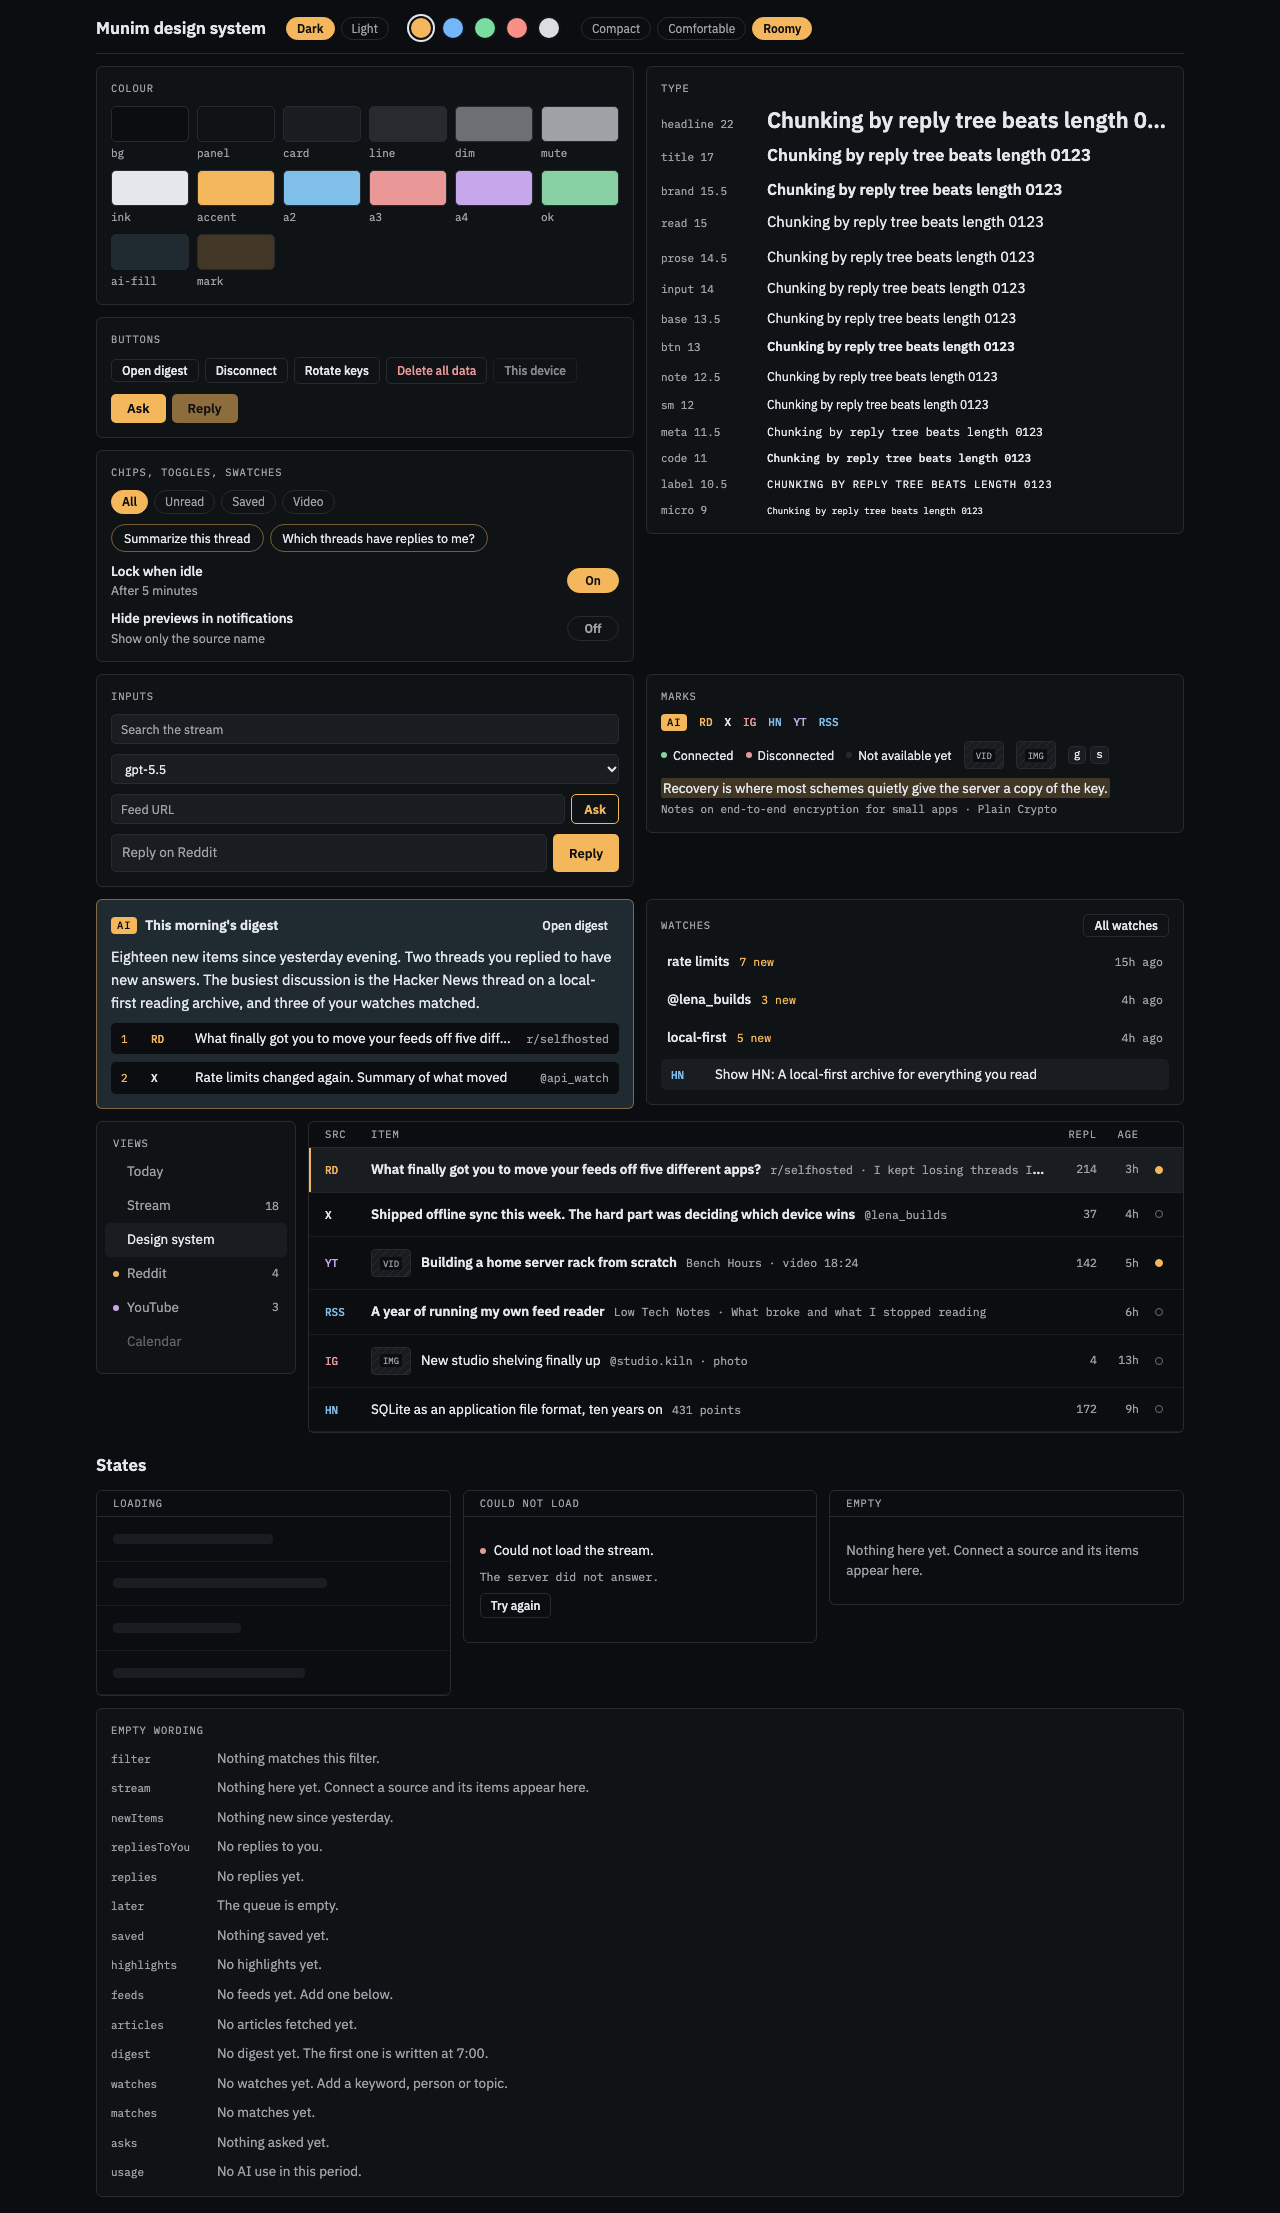 Munim design system Dark Light Compact Comfortable Roomy
COLOUR
bg panel card line dim mute
ink accent a2 a3 a4 ok
ai-fill mark
TYPE
headline 22 Chunking by reply tree beats length 0...
title 17 Chunking by reply tree beats length 0123
brand 15.5 Chunking by reply tree beats length 0123
read 15 Chunking by reply tree beats length 0123
prose 14.5 Chunking by reply tree beats length 0123
input 14 Chunking by reply tree beats length 0123
base 13.5 Chunking by reply tree beats length 0123
btn 13 Chunking by reply tree beats length 0123
note 12.5 Chunking by reply tree beats length 0123
sm 12 Chunking by reply tree beats length 0123
meta 11.5 Chunking by reply tree beats length 0123
code 11 Chunking by reply tree beats length 0123
label 10.5 CHUNKING BY REPLY TREE BEATS LENGTH 0123
micro 9 Chunking by reply tree beats length 0123
BUTTONS
Open digest Disconnect Rotate keys Delete all data This device
Ask Reply
CHIPS, TOGGLES, SWATCHES
All Unread Saved Video
Summarize this thread Which threads have replies to me?
Lock when idle
After 5 minutes
On
Hide previews in notifications
Show only the source name
Off
INPUTS
Search the stream
gpt-5.5
Feed URL Ask
Reply on Reddit Reply
MARKS
AI RD X IG HN YT RSS
Connected Disconnected Not available yet VID IMG g s
Recovery is where most schemes quietly give the server a copy of the key.
Notes on end-to-end encryption for small apps · Plain Crypto
AI This morning's digest Open digest
Eighteen new items since yesterday evening. Two threads you replied to have
new answers. The busiest discussion is the Hacker News thread on a local-
first reading archive, and three of your watches matched.
1 RD What finally got you to move your feeds off five diff... r/selfhosted
2 X Rate limits changed again. Summary of what moved @api_watch
WATCHES All watches
rate limits 7 new 15h ago
@lena_builds 3 new 4h ago
local-first 5 new 4h ago
HN Show HN: A local-first archive for everything you read
VIEWS
Today
Stream 18
Design system
Reddit 4
YouTube 3
Calendar
SRC ITEM REPL AGE
RD What finally got you to move your feeds off five different apps? r/selfhosted · I kept losing threads I... 214 3h
X Shipped offline sync this week. The hard part was deciding which device wins @lena_builds 37 4h
YT VID Building a home server rack from scratch Bench Hours · video 18:24 142 5h
RSS A year of running my own feed reader Low Tech Notes · What broke and what I stopped reading 6h
IG IMG New studio shelving finally up @studio.kiln · photo 4 13h
HN SQLite as an application file format, ten years on 431 points 172 9h
States
LOADING
COULD NOT LOAD
Could not load the stream.
The server did not answer.
Try again
EMPTY
Nothing here yet. Connect a source and its items
appear here.
EMPTY WORDING
filter Nothing matches this filter.
stream Nothing here yet. Connect a source and its items appear here.
newItems Nothing new since yesterday.
repliesToYou No replies to you.
replies No replies yet.
later The queue is empty.
saved Nothing saved yet.
highlights No highlights yet.
feeds No feeds yet. Add one below.
articles No articles fetched yet.
digest No digest yet. The first one is written at 7:00.
watches No watches yet. Add a keyword, person or topic.
matches No matches yet.
asks Nothing asked yet.
usage No AI use in this period.